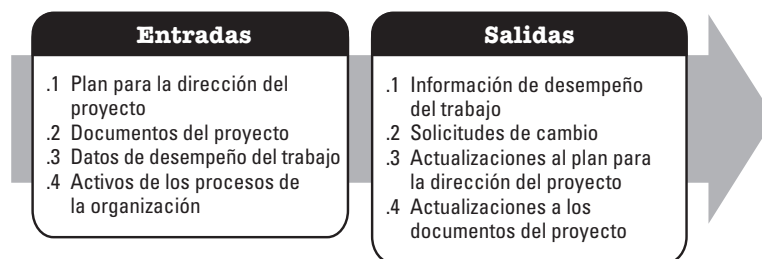 Entradas
.1 Plan para la dirección del
proyecto
.2 Documentos del proyecto
.3 Datos de desempeño del trabajo
.4 Activos de los procesos de
la organización
Salidas
.1 Información de desempeño
del trabajo
.2 Solicitudes de cambio
.3 Actualizaciones al plan para
la dirección del proyecto
.4 Actualizaciones a los
documentos del proyecto